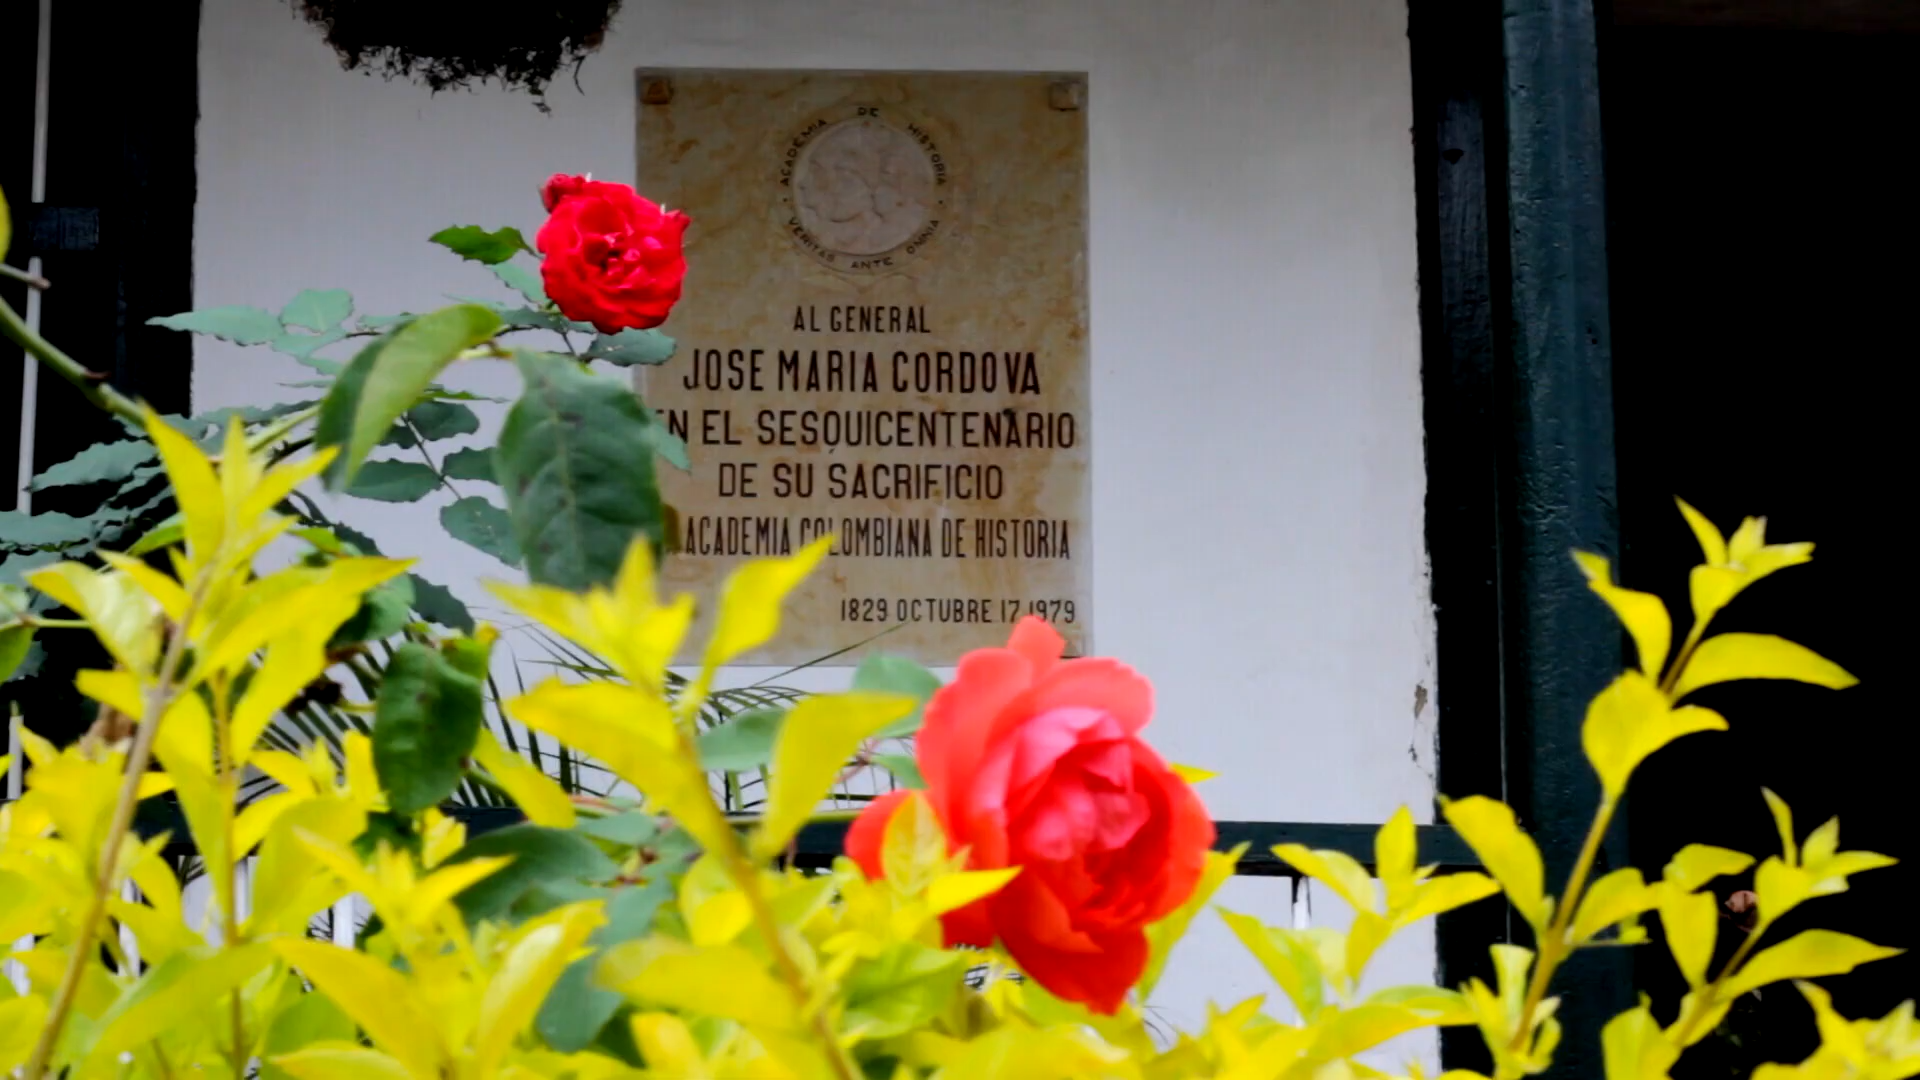 ACADEMIA DE HISTORIA
VERITAS ANTE OMNIA
AL GENERAL
JOSE MARIA CORDOVA
EN EL SESQUICENTENARIO
DE SU SACRIFICIO
ACADEMIA COLOMBIANA DE HISTORIA
1829 OCTUBRE 17 1979